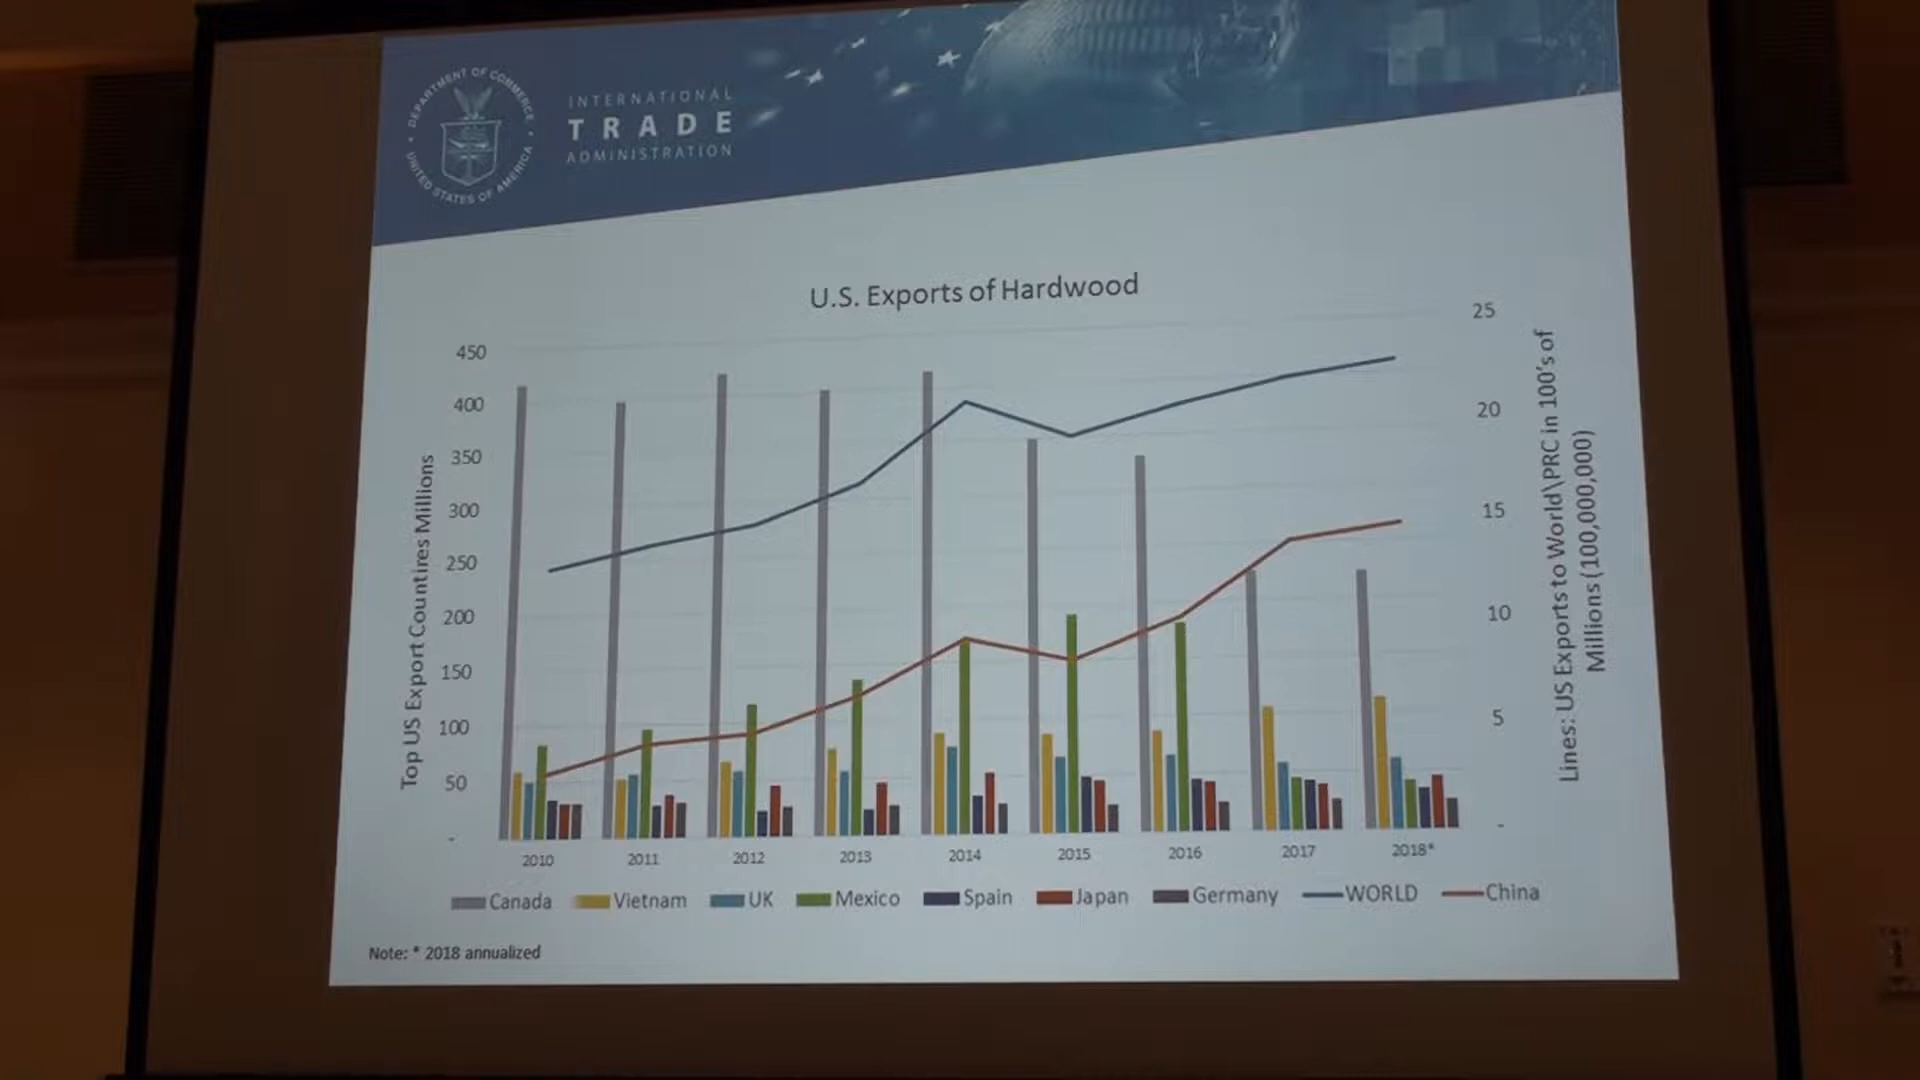 DEPARTMENT OF COMMERCE
UNITED STATES OF AMERICA
INTERNATIONAL
TRADE
ADMINISTRATION
U.S. Exports of Hardwood
Top US Export Countires Millions
450
400
350
300
250
200
150
100
50
-
25
20
15
10
5
-
Lines: US Exports to World\PRC in 100's of
Millions (100,000,000)
2010 2011 2012 2013 2014 2015 2016 2017 2018*
Canada Vietnam UK Mexico Spain Japan Germany WORLD China
Note: * 2018 annualized